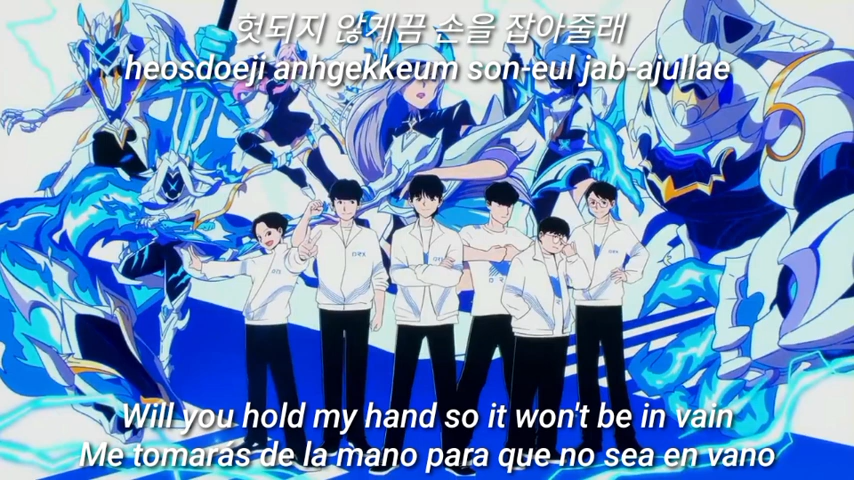 헛되지 않게끔 손을 잡아줄래
heosdoeji anhgekkeum son-eul jab-ajullae
DRX
Will you hold my hand so it won't be in vain
Me tomarás de la mano para que no sea en vano